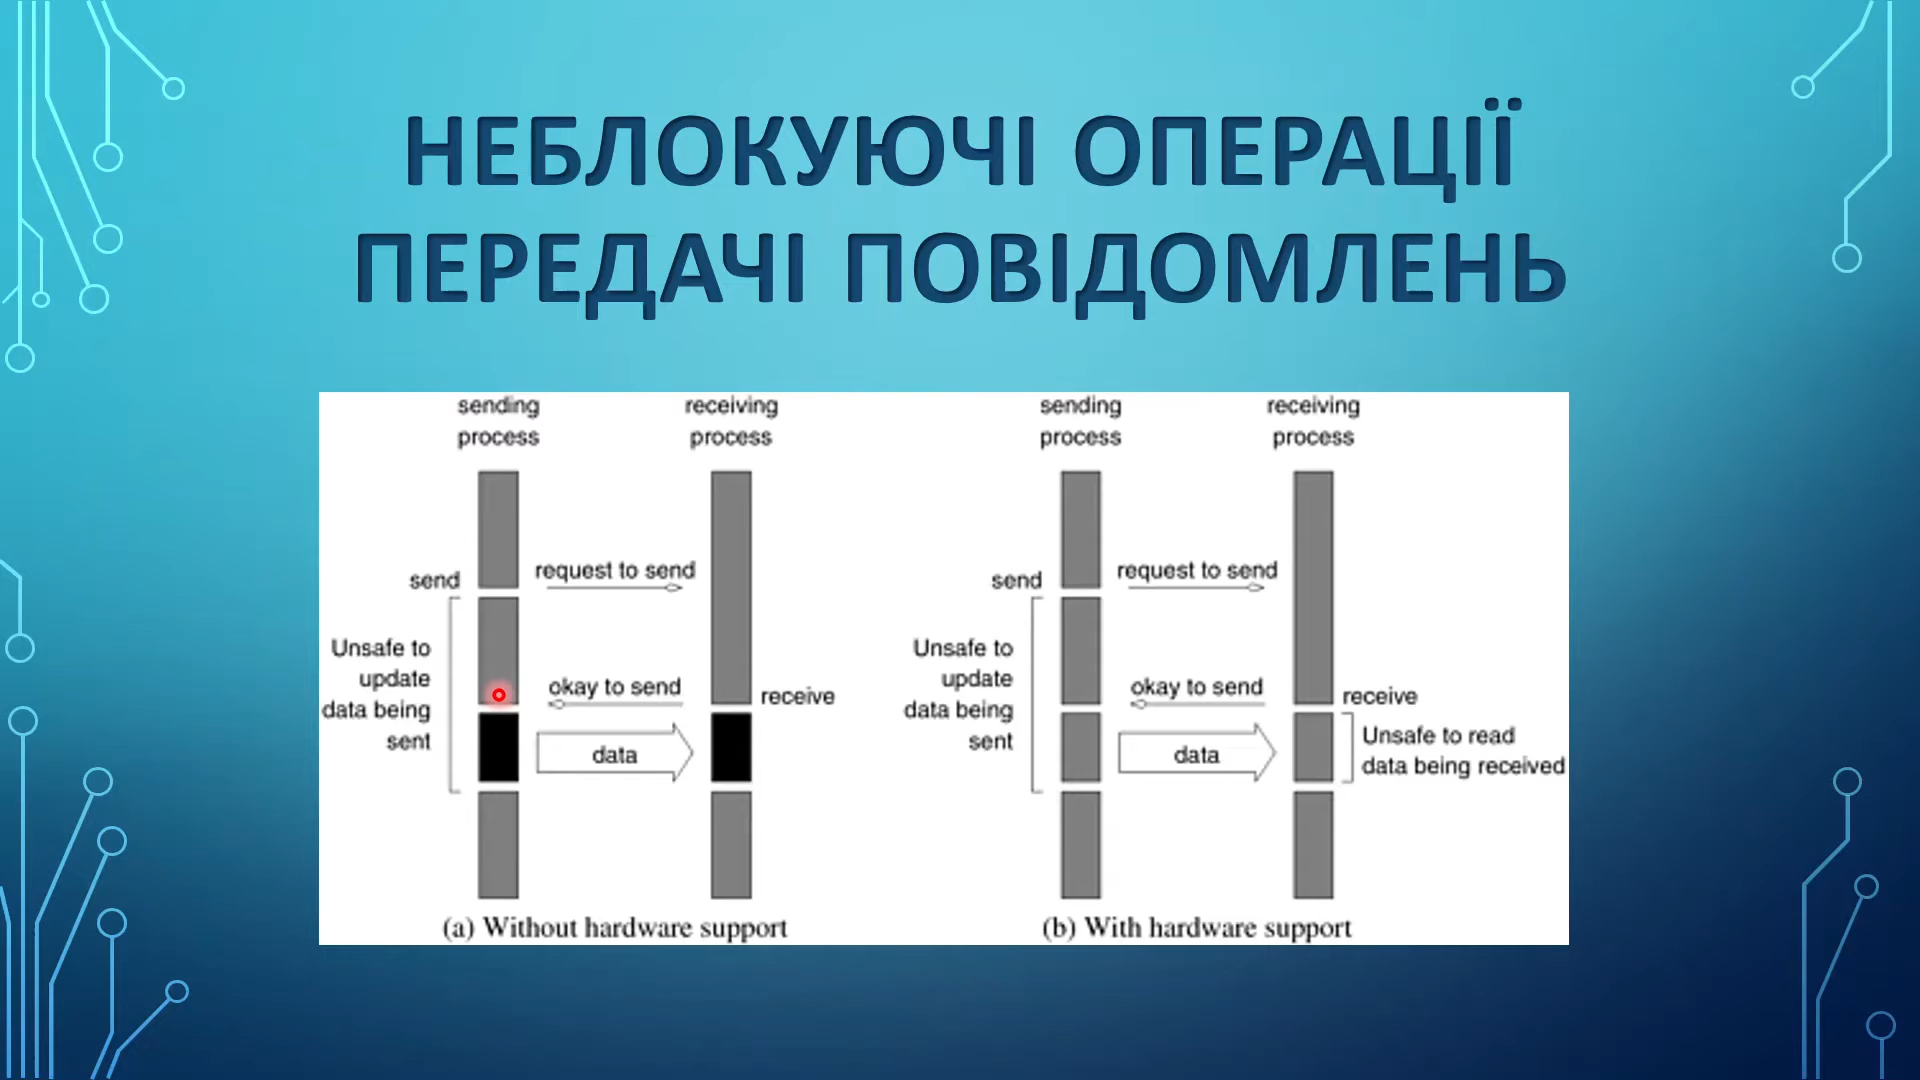 НЕБЛОКУЮЧІ ОПЕРАЦІЇ
ПЕРЕДАЧІ ПОВІДОМЛЕНЬ
sending
process
receiving
process
send
request to send
Unsafe to
update
data being
sent
okay to send
receive
data
(a) Without hardware support
sending
process
receiving
process
send
request to send
Unsafe to
update
data being
sent
okay to send
receive
data
Unsafe to read
data being received
(b) With hardware support